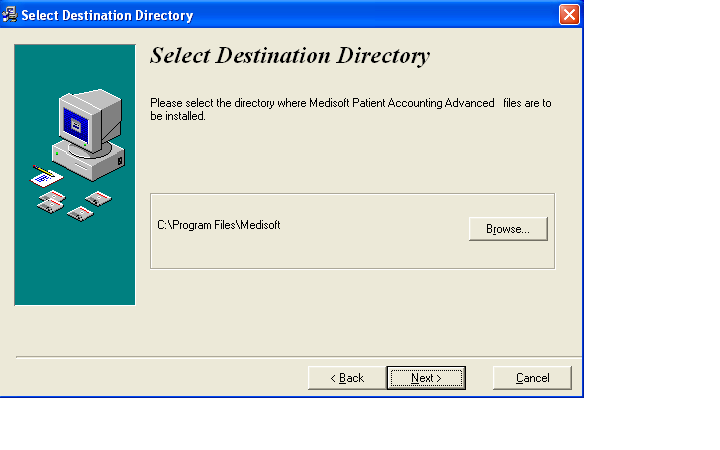 Select Destination Directory
Select Destination Directory
Please select the directory where Medisoft Patient Accounting Advanced files are to
be installed.
C:\Program Files\Medisoft
Browse...
< Back
Next >
Cancel